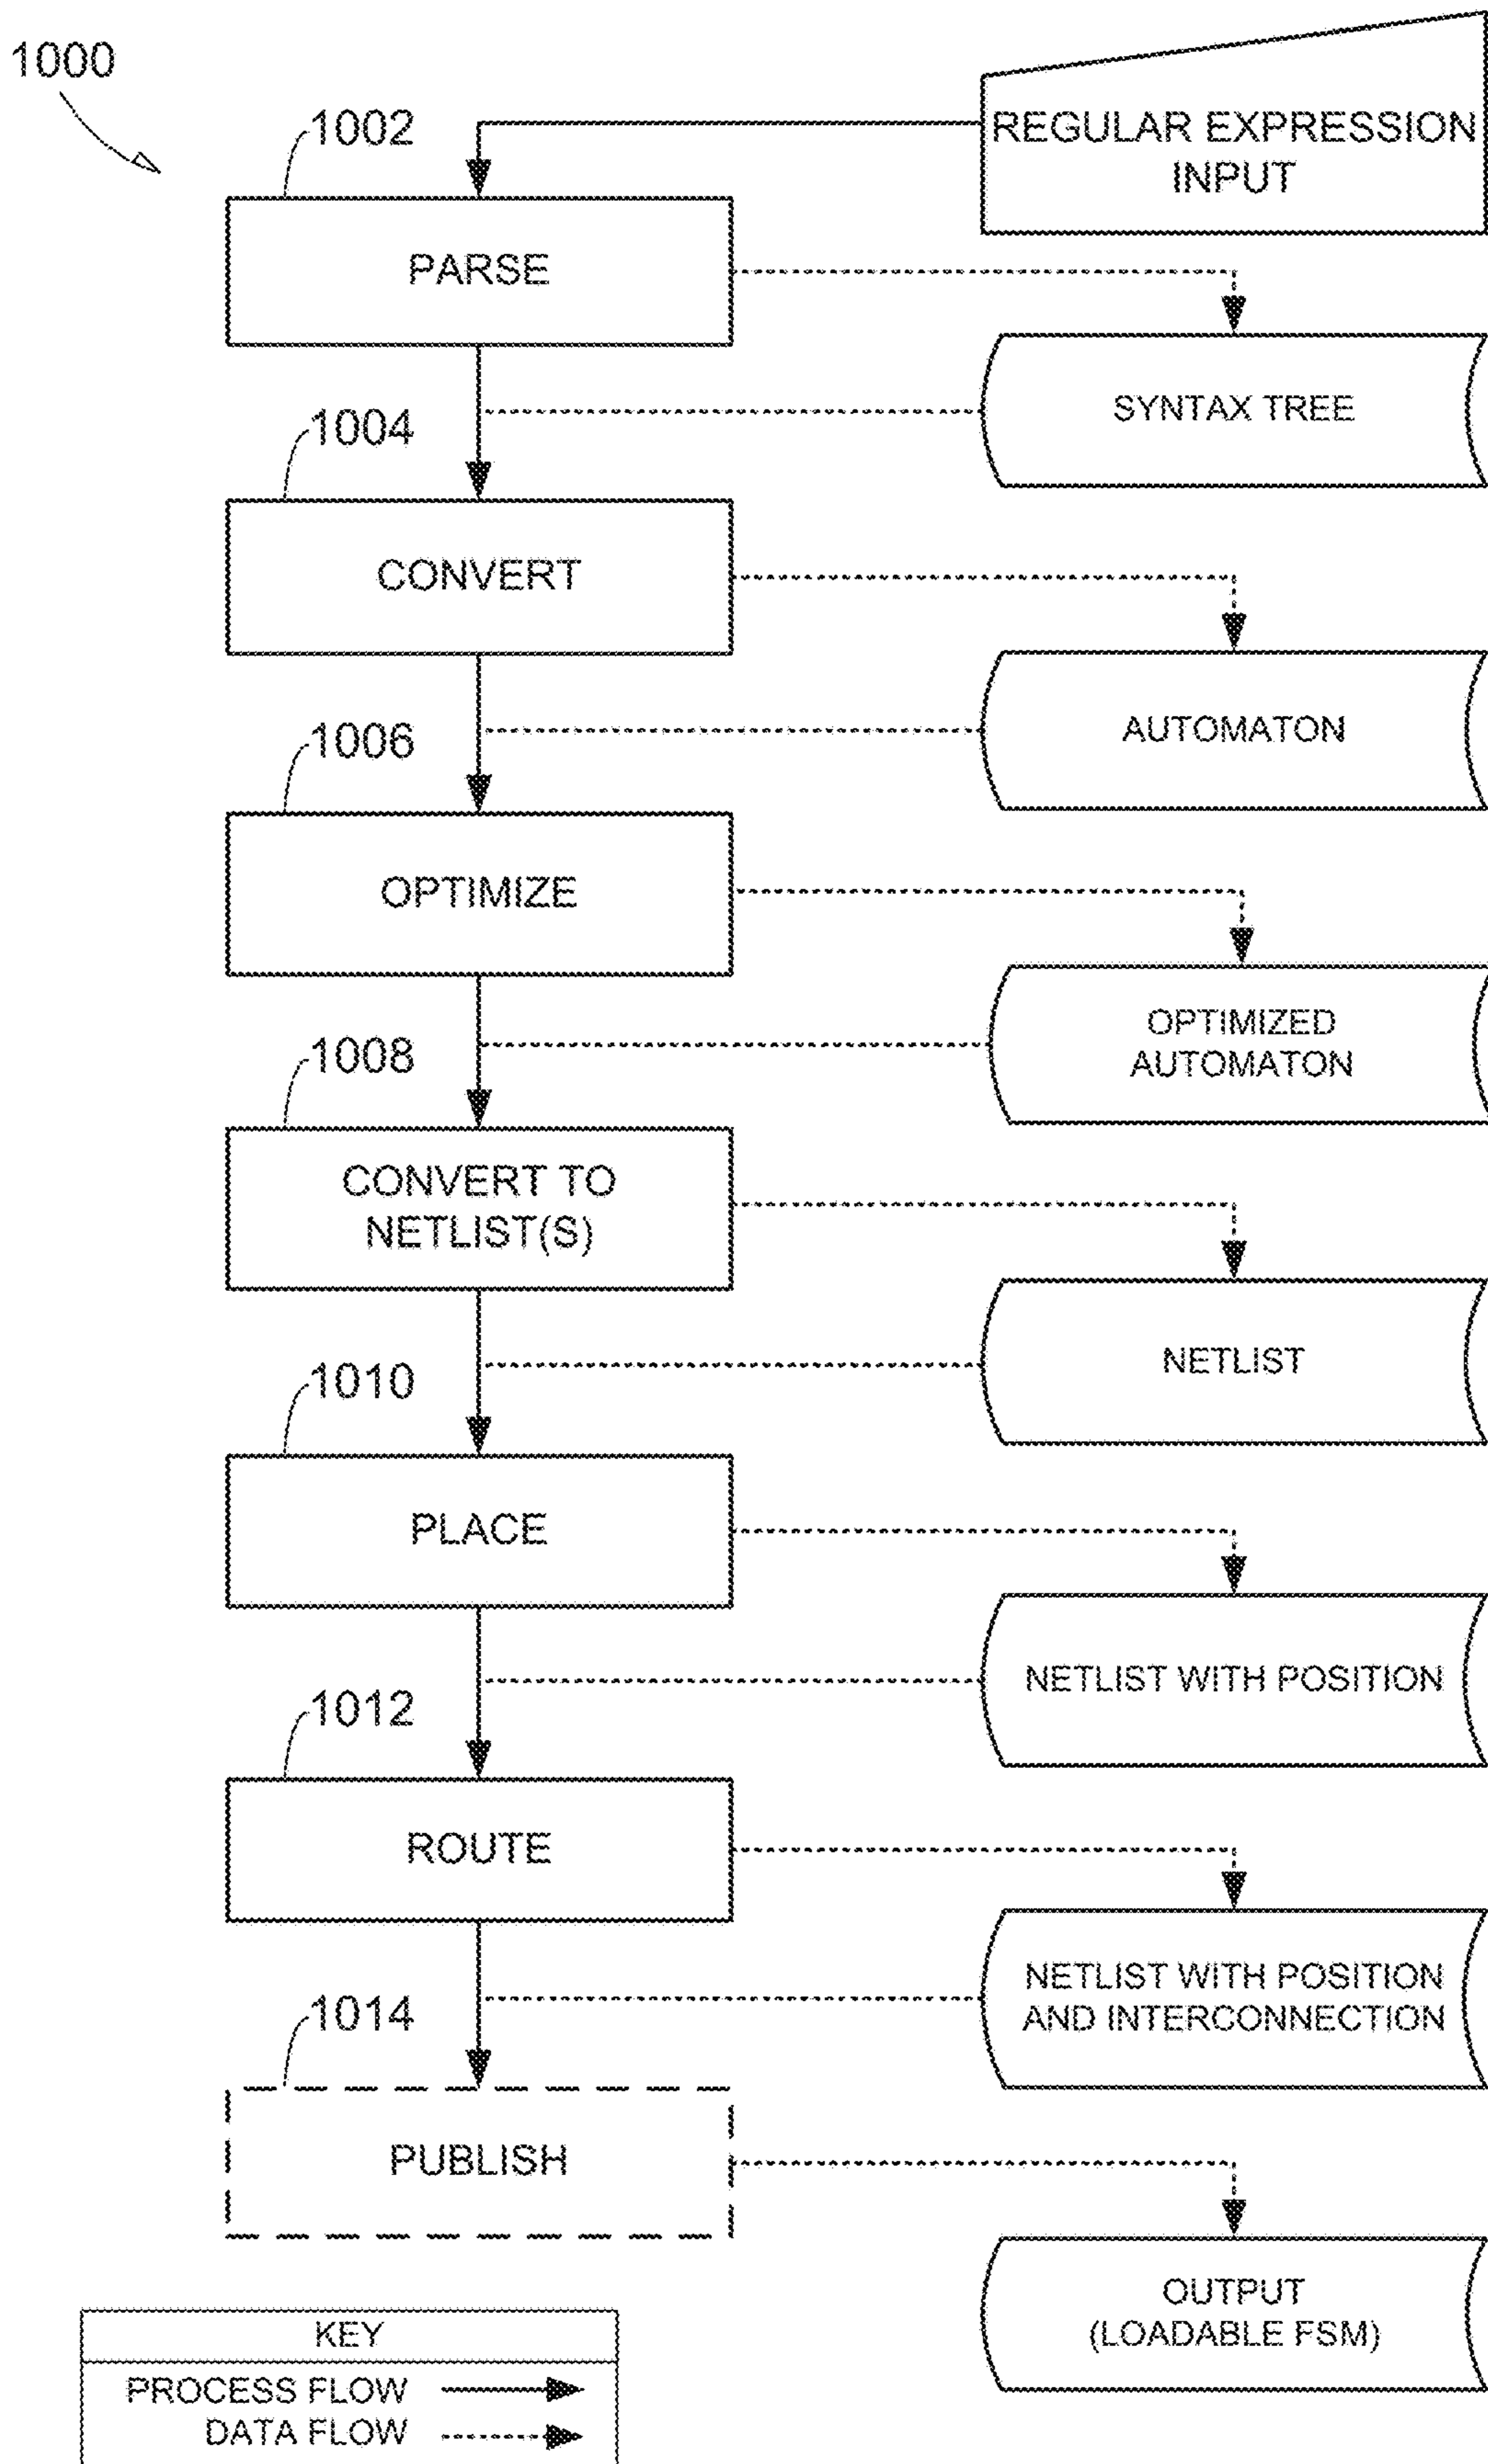 1000
REGULAR EXPRESSION
INPUT
1002
PARSE
SYNTAX TREE
1004
CONVERT
AUTOMATON
1006
OPTIMIZE
OPTIMIZED
AUTOMATON
1008
CONVERT TO
NETLIST(S)
NETLIST
1010
PLACE
NETLIST WITH POSITION
1012
ROUTE
NETLIST WITH POSITION
AND INTERCONNECTION
1014
PUBLISH
OUTPUT
(LOADABLE FSM)
KEY
PROCESS FLOW
DATA FLOW